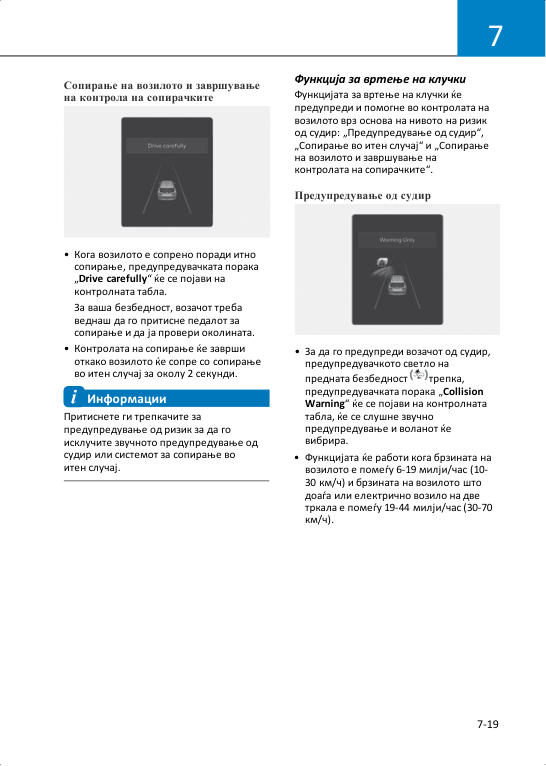 7
Сопирање на возилото и завршување
на контрола на сопирачките
Drive carefully
• Кога возилото е сопрено поради итно
сопирање, предупредувачката порака
„Drive carefully“ ќе се појави на
контролната табла.
За ваша безбедност, возачот треба
веднаш да го притисне педалот за
сопирање и да ја провери околината.
• Контролата на сопирање ќе заврши
откако возилото ќе сопре со сопирање
во итен случај за околу 2 секунди.
i Информации
Притиснете ги трепкачите за
предупредување од ризик за да го
исклучите звучното предупредување од
судир или системот за сопирање во
итен случај.
Функција за вртење на клучки
Функцијата за вртење на клучки ќе
предупреди и помогне во контролата на
возилото врз основа на нивото на ризик
од судир: „Предупредување од судир“,
„Сопирање во итен случај“ и „Сопирање
на возилото и завршување на
контролата на сопирачките“.
Предупредување од судир
Warning Only
• За да го предупреди возачот од судир,
предупредувачкото светло на
предната безбедност трепка,
предупредувачката порака „Collision
Warning“ ќе се појави на контролната
табла, ќе се слушне звучно
предупредување и воланот ќе
вибрира.
• Функцијата ќе работи кога брзината на
возилото е помеѓу 6-19 милји/час (10-
30 км/ч) и брзината на возилото што
доаѓа или електрично возило на две
тркала е помеѓу 19-44 милји/час (30-70
км/ч).
7-19